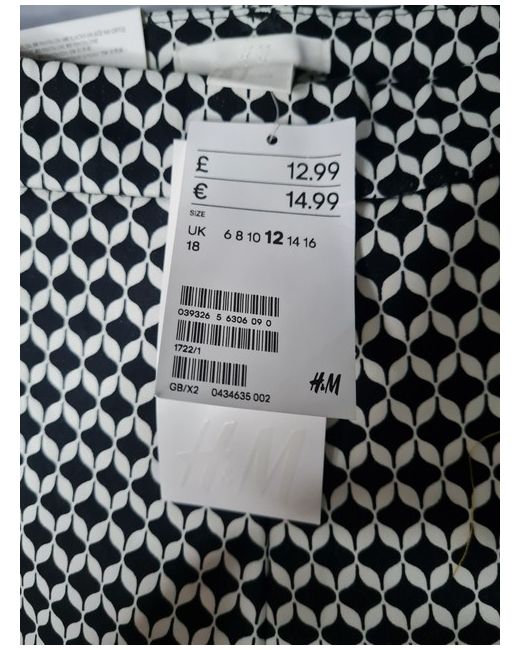 £ 12.99
€ 14.99
SIZE
UK 6 8 10 12 14 16
18
039326 5 6306 09 0
1722/1
GB/X2 0434635 002
H&M
H&M